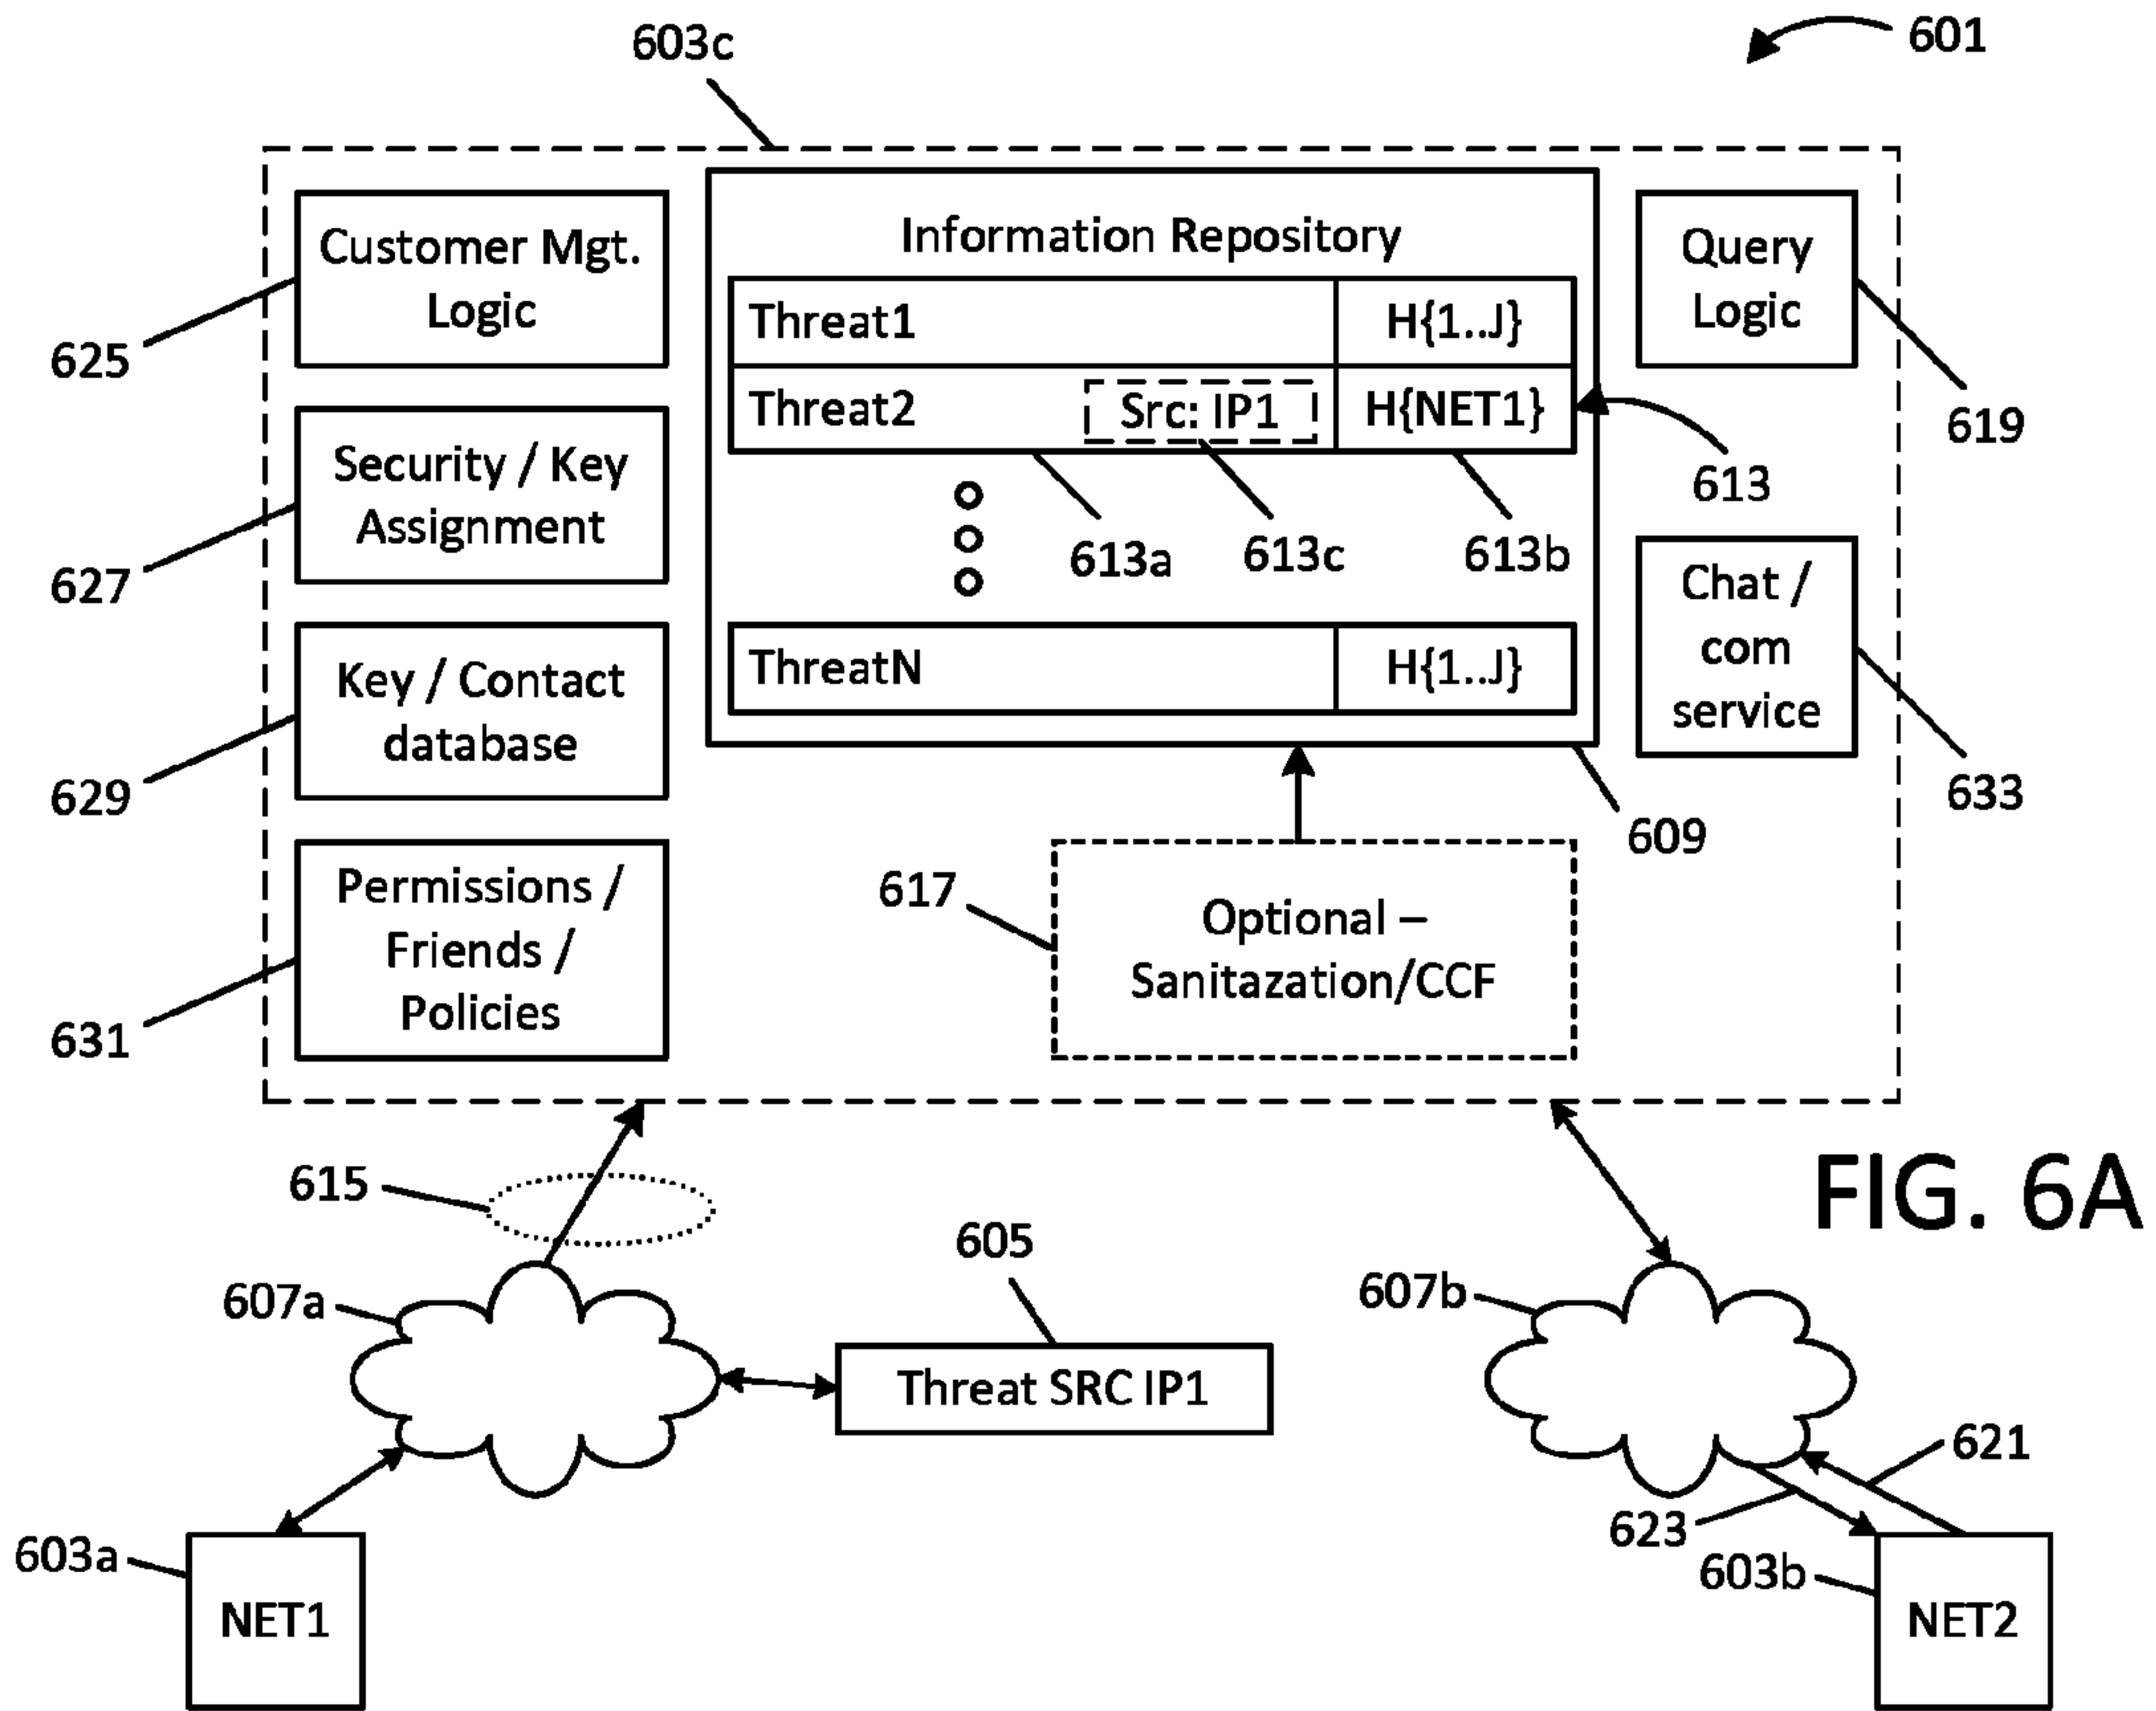 603c
601
Customer Mgt.
Logic
625
Security / Key
Assignment
627
Key / Contact
database
629
Permissions /
Friends /
Policies
631
Information Repository
Threat1 H{1..J}
Threat2 Src: IP1 H{NET1}
613
613a 613c 613b
ThreatN H{1..J}
609
Query
Logic
619
Chat /
com
service
633
617
Optional –
Sanitazation/CCF
615
FIG. 6A
605
607a
Threat SRC IP1
607b
621
623
603a
NET1
603b
NET2